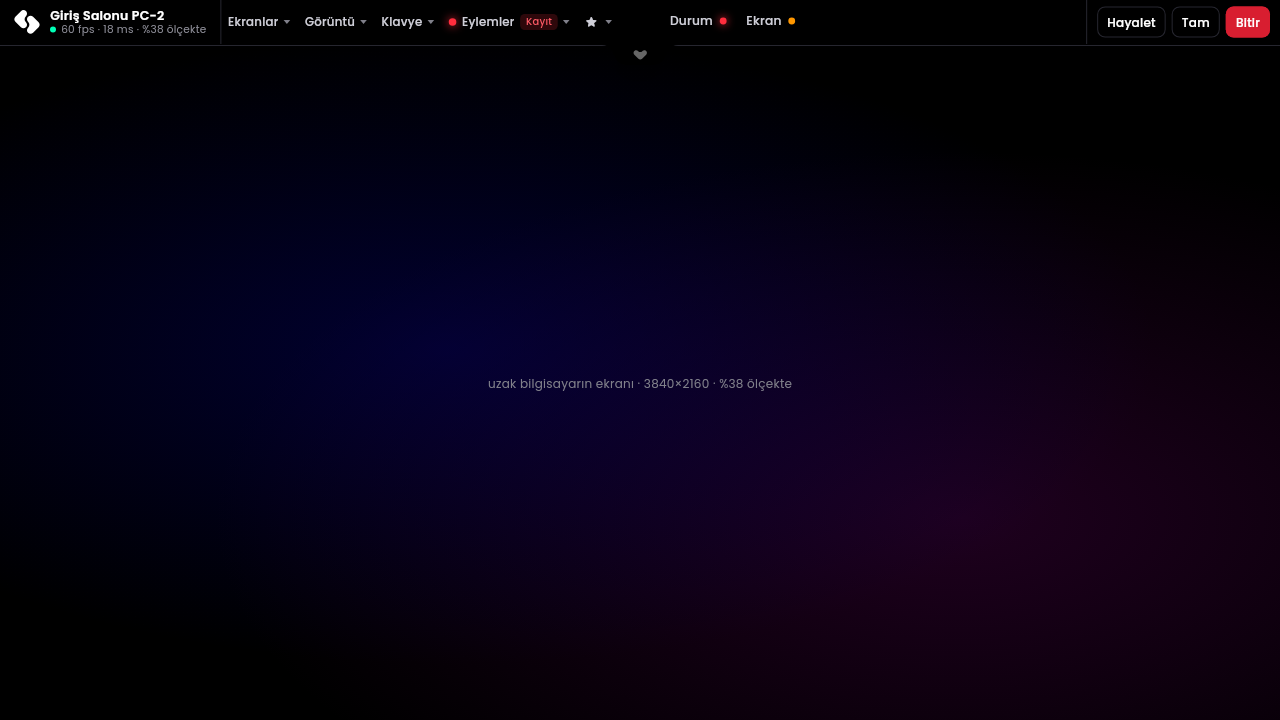 Giriş Salonu PC-2
60 fps · 18 ms · %38 ölçekte
Ekranlar
Görüntü
Klavye
Eylemler
Kayıt
Durum
Ekran
Hayalet
Tam
Bitir
uzak bilgisayarın ekranı · 3840×2160 · %38 ölçekte